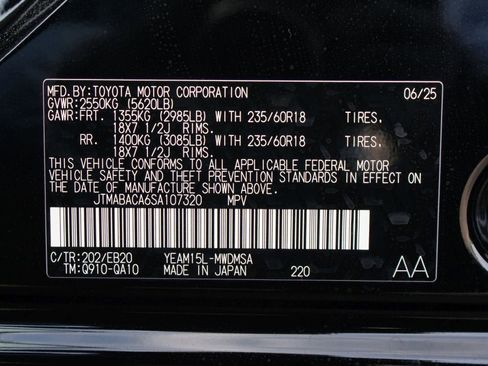 MFD.BY:TOYOTA MOTOR CORPORATION 06/25
GVWR:2550KG (5620LB)
GAWR:FRT. 1355KG (2985LB) WITH 235/60R18 TIRES.
18X7 1/2J RIMS.
RR. 1400KG (3085LB) WITH 235/60R18 TIRES.
18X7 1/2J RIMS.
THIS VEHICLE CONFORMS TO ALL APPLICABLE FEDERAL MOTOR
VEHICLE SAFETY AND THEFT PREVENTION STANDARDS IN EFFECT ON
THE DATE OF MANUFACTURE SHOWN ABOVE.
JTMABACA6SA107320 MPV
C/TR:202/EB20 YEAM15L-MWDMSA
TM:Q910-QA10 MADE IN JAPAN 220 AA